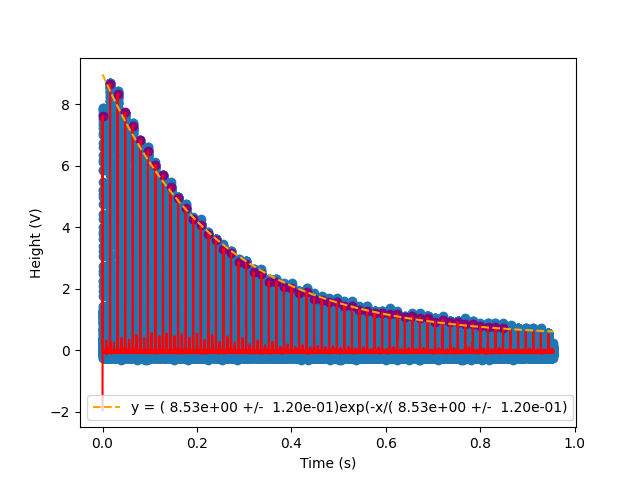 8
6
4
2
0
−2
Height (V)
y = ( 8.53e+00 +/-  1.20e-01)exp(-x/( 8.53e+00 +/-  1.20e-01)
0.0 0.2 0.4 0.6 0.8 1.0
Time (s)